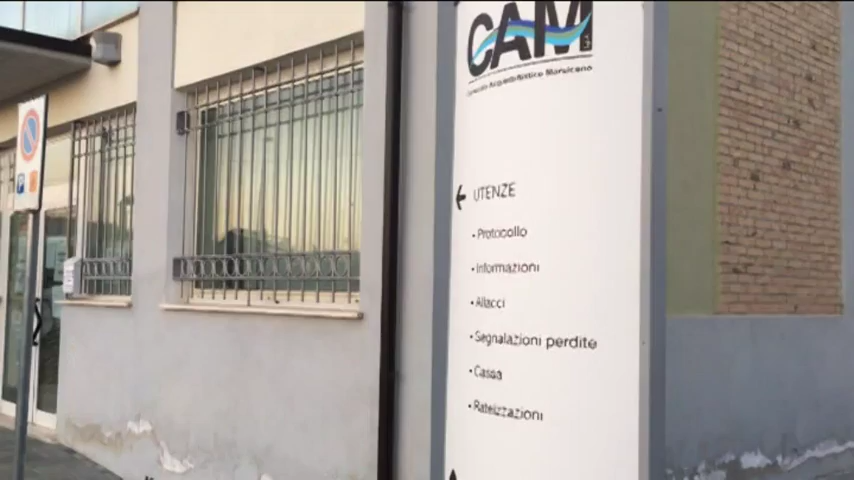 CAM
Consorzio Acquedottistico Marsicano
UTENZE
• Protocollo
• Informazioni
• Allacci
• Segnalazioni perdite
• Cassa
• Rateizzazioni
P